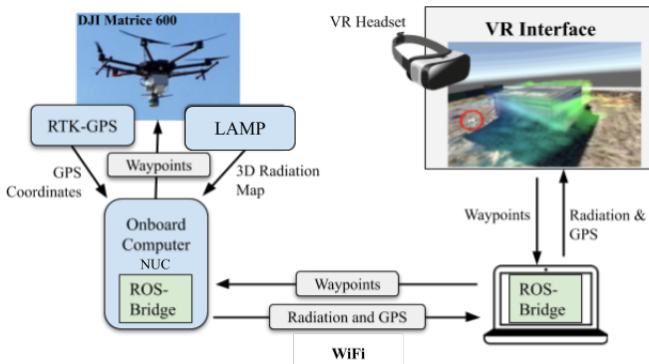 DJI Matrice 600
VR Headset
VR Interface
RTK-GPS
LAMP
Waypoints
GPS
Coordinates
3D Radiation
Map
Onboard
Computer
NUC
ROS-
Bridge
Waypoints
Radiation &
GPS
Waypoints
Radiation and GPS
ROS-
Bridge
WiFi